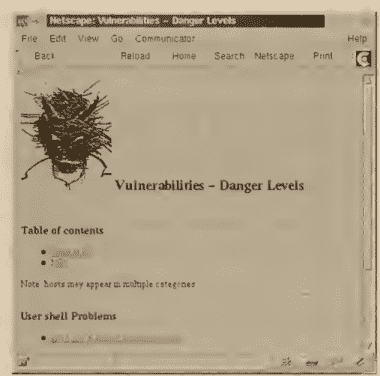 Netscape: Vulnerabilities – Danger Levels
File Edit View Go Communicator Help
Back Reload Home Search Netscape Print
Vulnerabilities – Danger Levels
Table of contents
Note: hosts may appear in multiple categories
User shell Problems